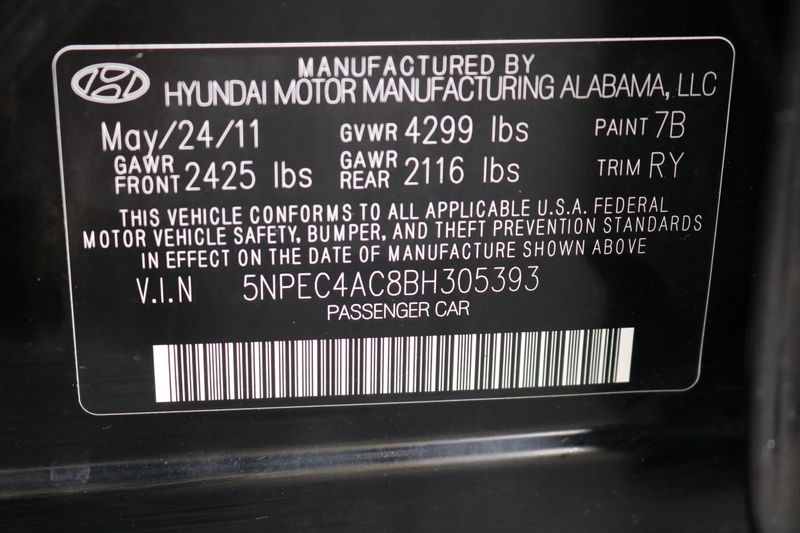 MANUFACTURED BY
HYUNDAI MOTOR MANUFACTURING ALABAMA, LLC
May/24/11 GVWR 4299 lbs PAINT 7B
GAWR FRONT 2425 lbs GAWR REAR 2116 lbs TRIM RY
THIS VEHICLE CONFORMS TO ALL APPLICABLE U.S.A. FEDERAL
MOTOR VEHICLE SAFETY, BUMPER, AND THEFT PREVENTION STANDARDS
IN EFFECT ON THE DATE OF MANUFACTURE SHOWN ABOVE
V.I.N 5NPEC4AC8BH305393
PASSENGER CAR